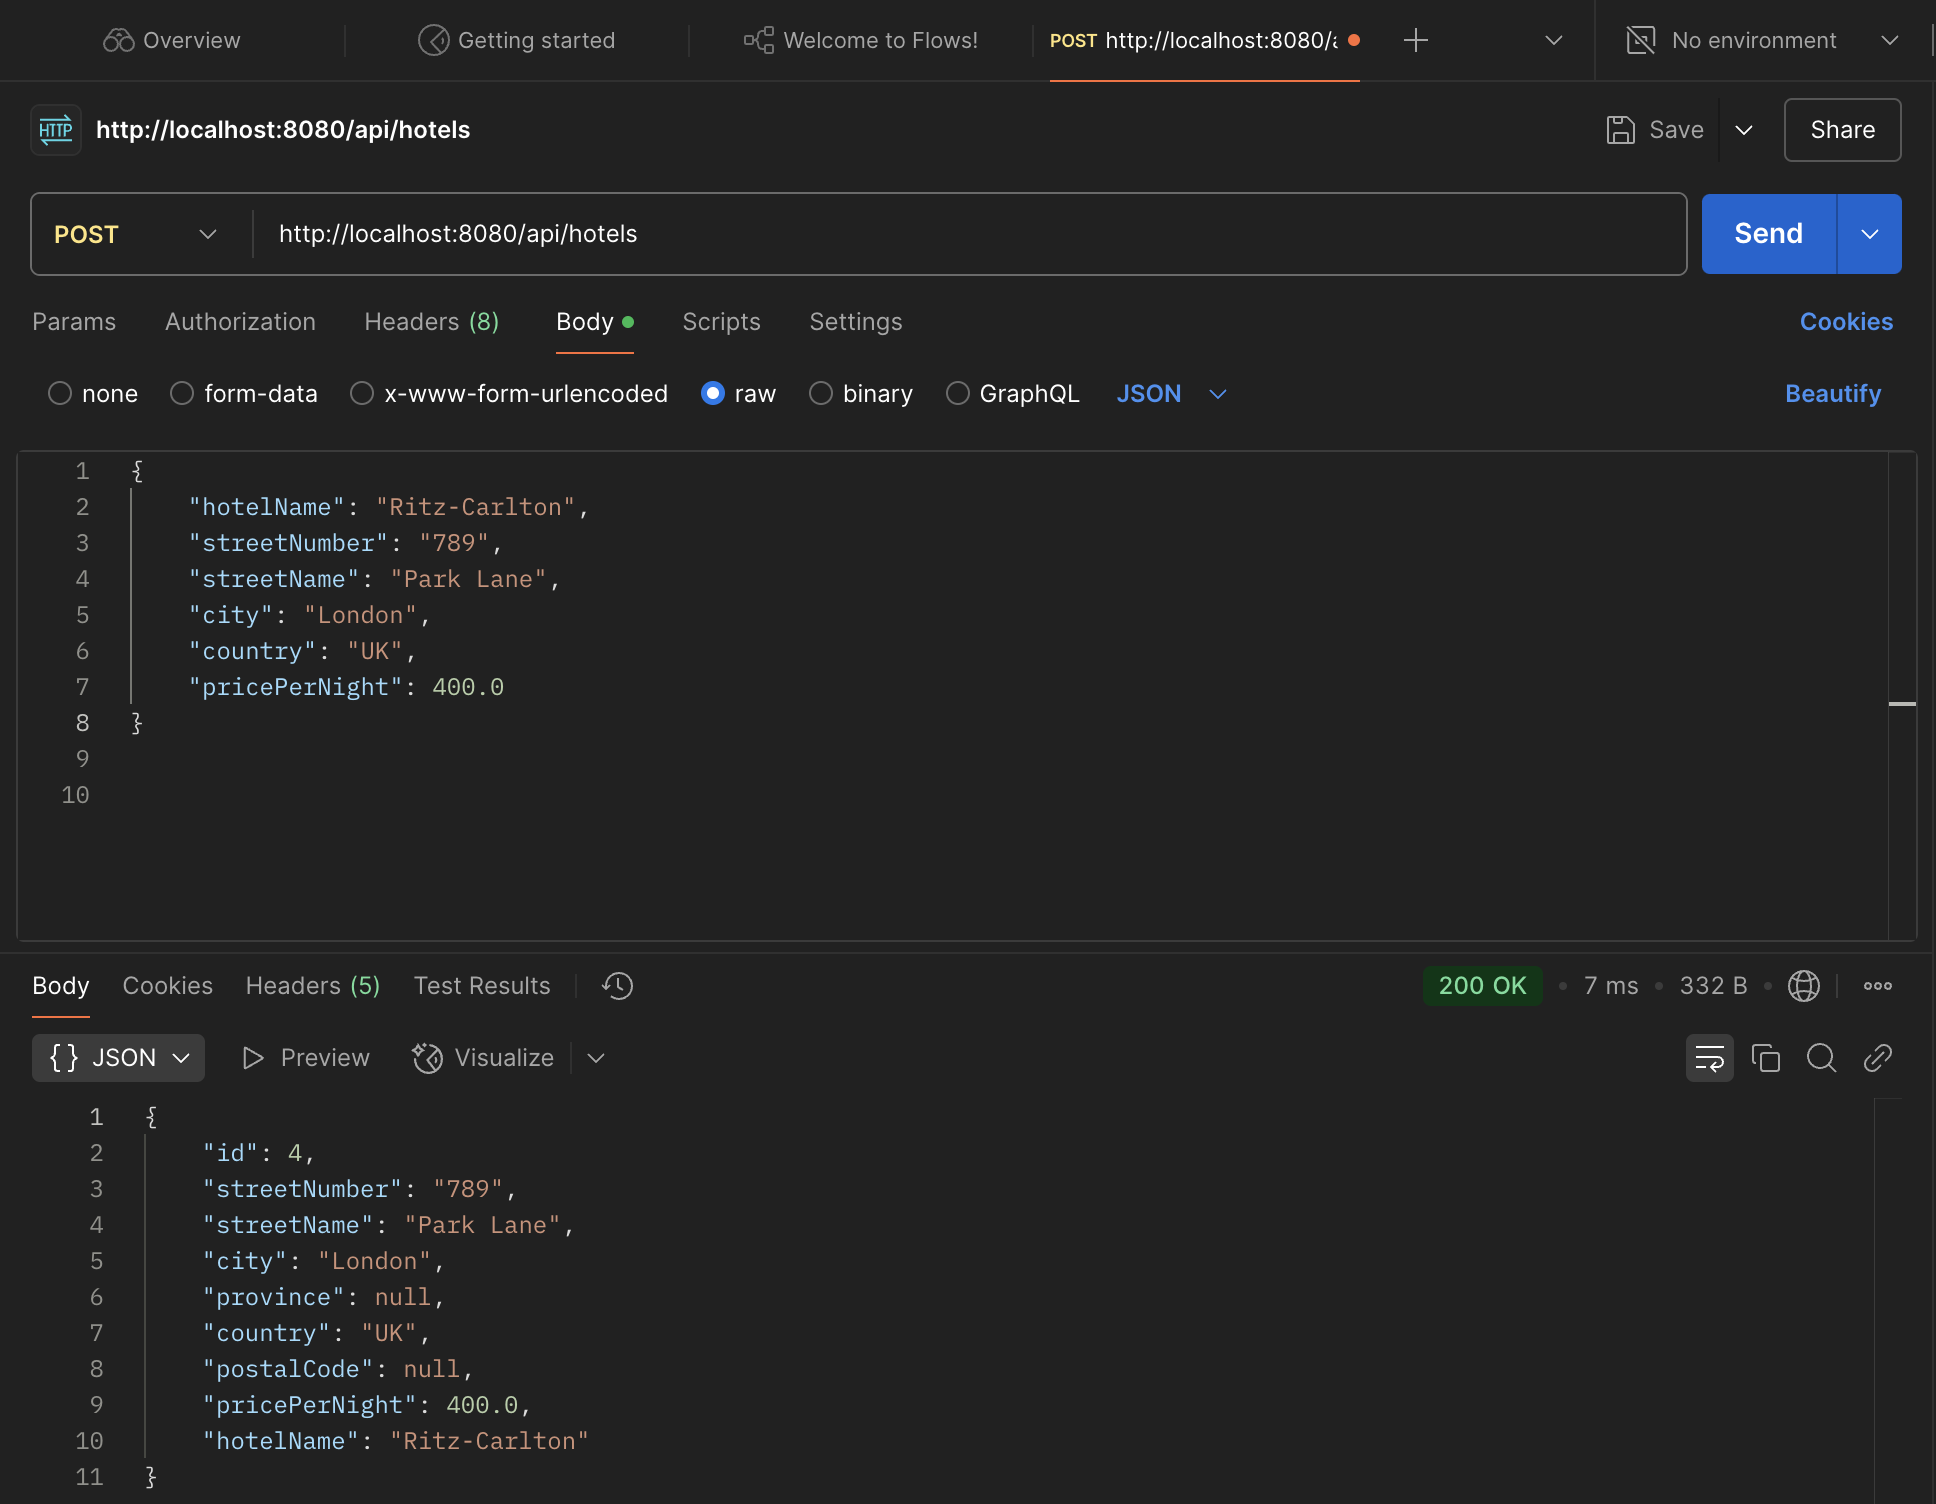 Overview
Getting started
Welcome to Flows!
POST http://localhost:8080/a
No environment
HTTP
http://localhost:8080/api/hotels
Save
Share
POST
http://localhost:8080/api/hotels
Send
Params
Authorization
Headers (8)
Body
Scripts
Settings
Cookies
none
form-data
x-www-form-urlencoded
raw
binary
GraphQL
JSON
Beautify
1 {
2 "hotelName": "Ritz-Carlton",
3 "streetNumber": "789",
4 "streetName": "Park Lane",
5 "city": "London",
6 "country": "UK",
7 "pricePerNight": 400.0
8 }
9
10
Body
Cookies
Headers (5)
Test Results
200 OK
7 ms
332 B
{} JSON
Preview
Visualize
1 {
2 "id": 4,
3 "streetNumber": "789",
4 "streetName": "Park Lane",
5 "city": "London",
6 "province": null,
7 "country": "UK",
8 "postalCode": null,
9 "pricePerNight": 400.0,
10 "hotelName": "Ritz-Carlton"
11 }